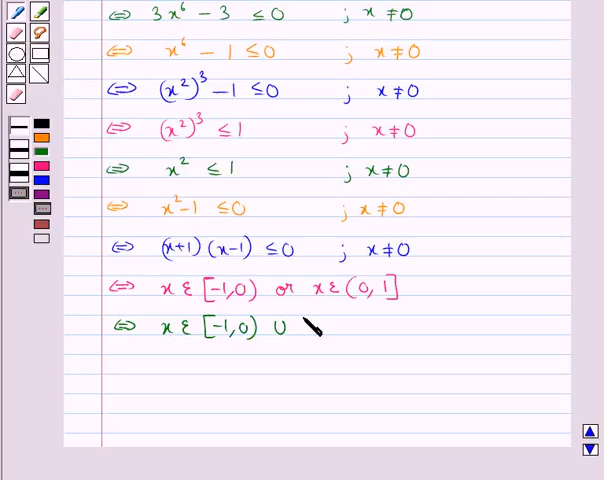 ⇔ 3x⁶ - 3 ≤ 0 ; x ≠ 0
⇔ x⁶ - 1 ≤ 0 ; x ≠ 0
⇔ (x²)³ - 1 ≤ 0 ; x ≠ 0
⇔ (x²)³ ≤ 1 ; x ≠ 0
⇔ x² ≤ 1 ; x ≠ 0
⇔ x² - 1 ≤ 0 ; x ≠ 0
⇔ (x+1) (x-1) ≤ 0 ; x ≠ 0
⇔ x ε [-1,0) or x ε (0, 1]
⇔ x ε [-1,0) ∪